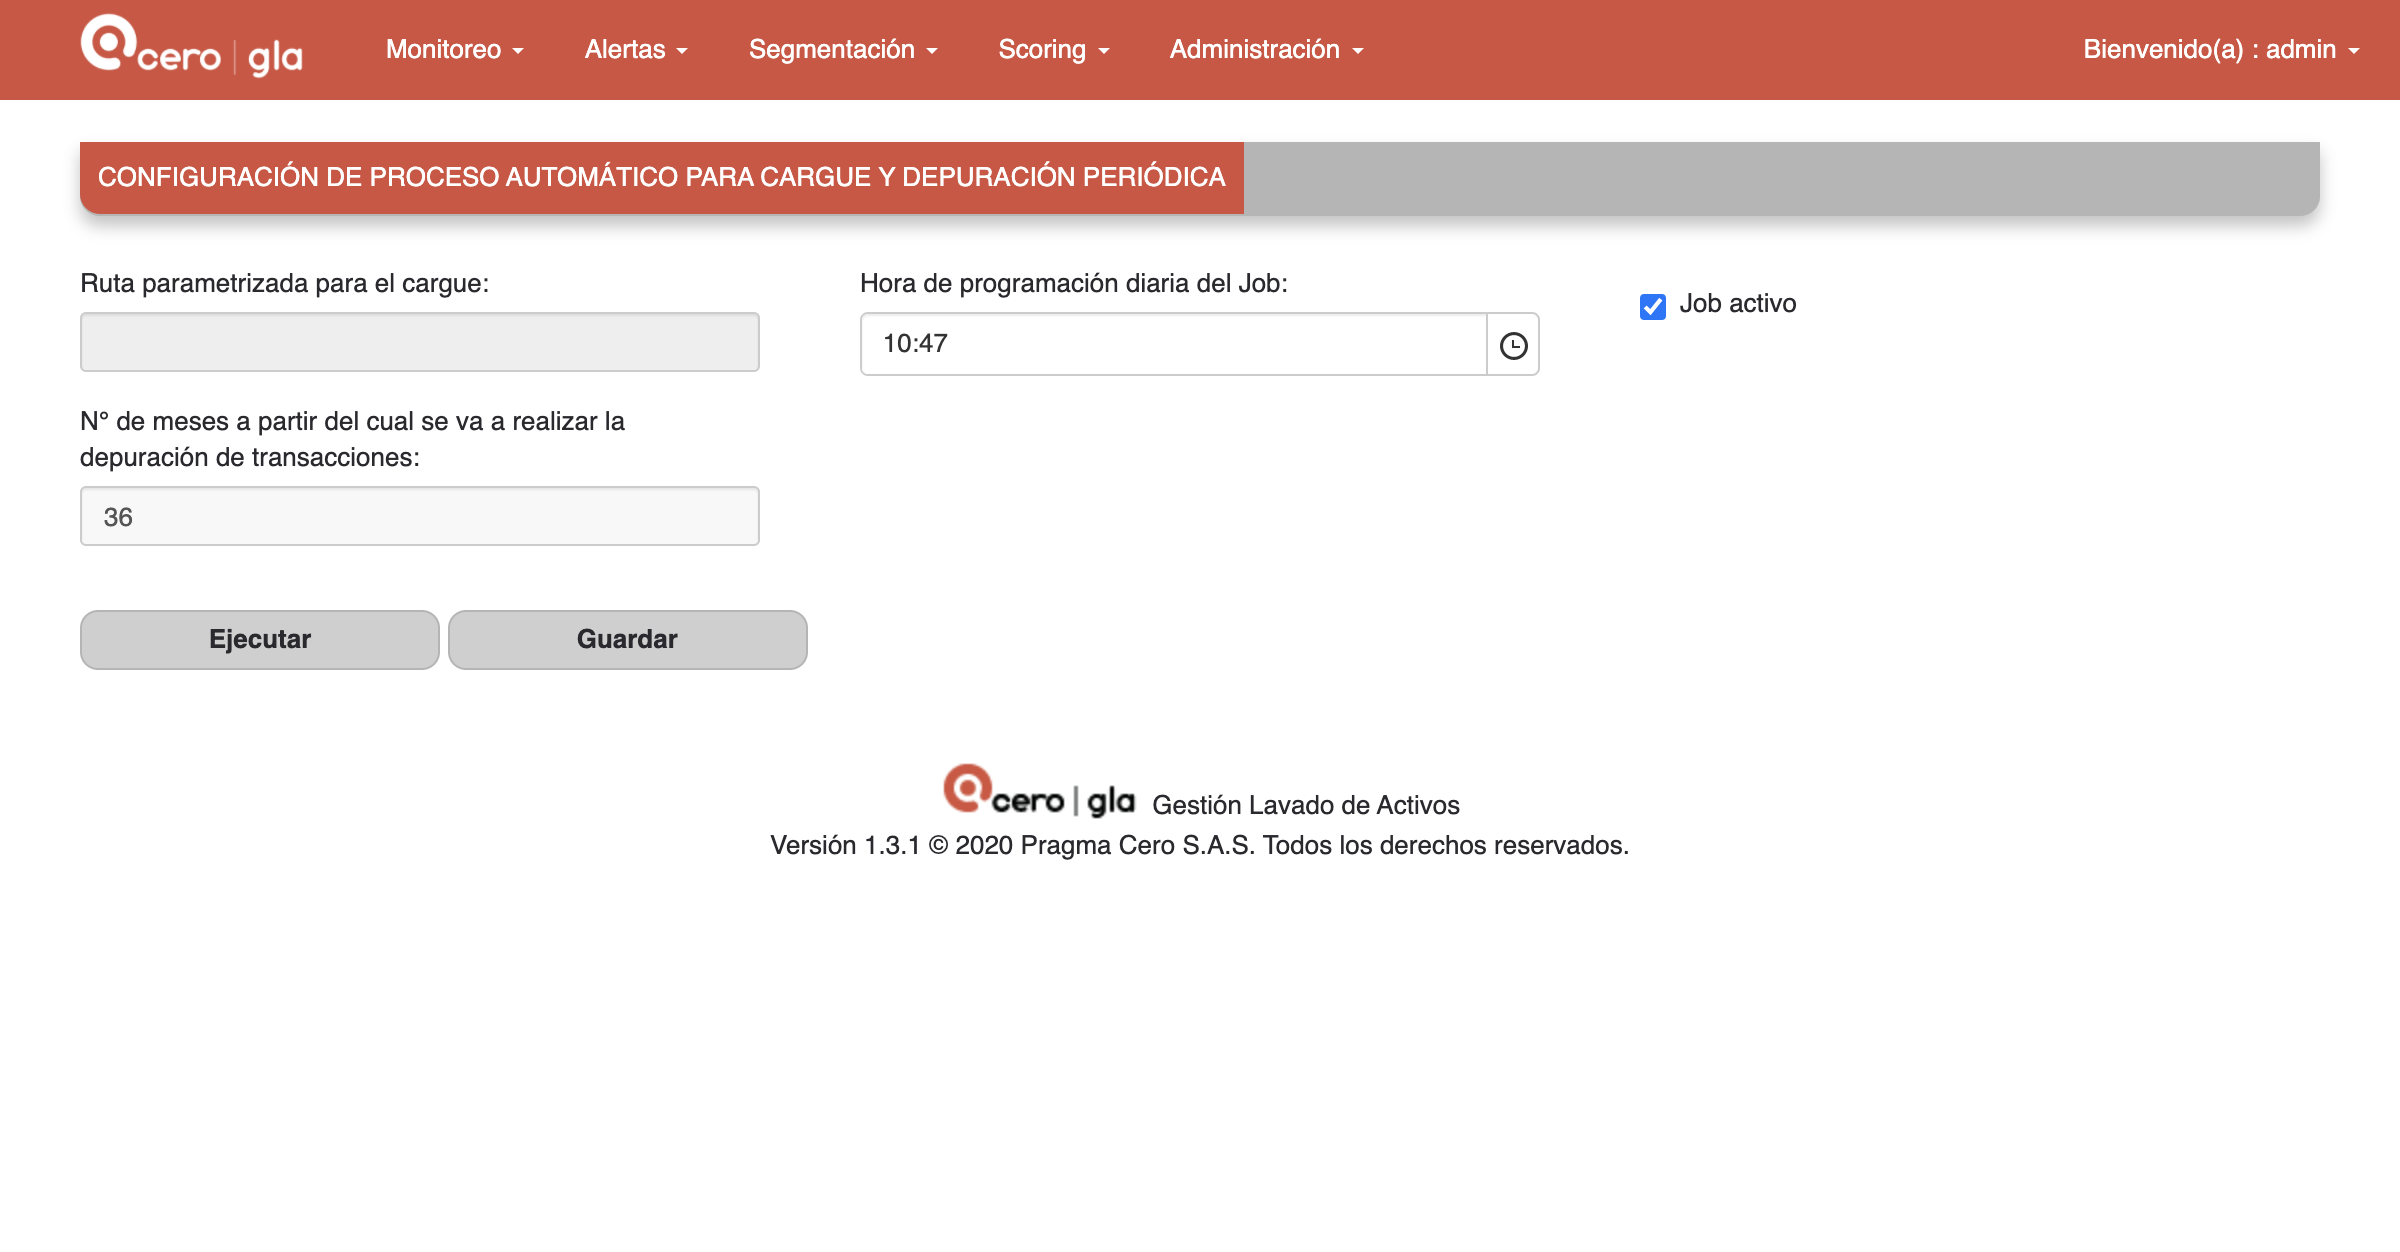 cero | gla
Monitoreo
Alertas
Segmentación
Scoring
Administración
Bienvenido(a) : admin
CONFIGURACIÓN DE PROCESO AUTOMÁTICO PARA CARGUE Y DEPURACIÓN PERIÓDICA
Ruta parametrizada para el cargue:
Hora de programación diaria del Job:
Job activo
10:47
N° de meses a partir del cual se va a realizar la
depuración de transacciones:
36
Ejecutar
Guardar
cero | gla Gestión Lavado de Activos
Versión 1.3.1 © 2020 Pragma Cero S.A.S. Todos los derechos reservados.